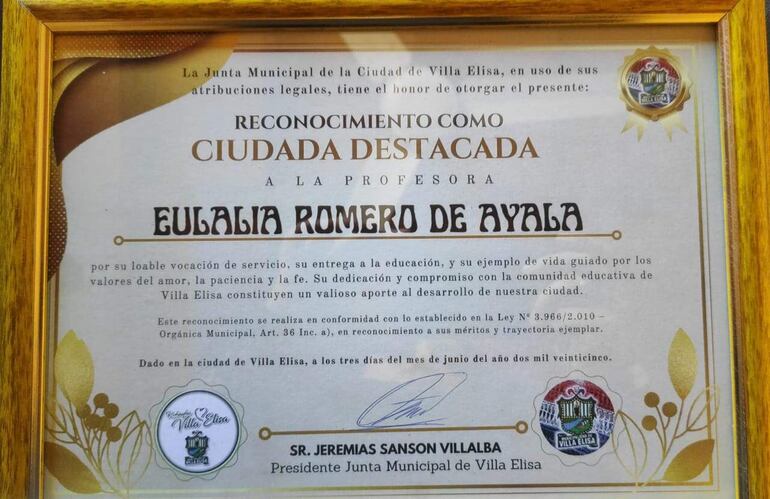 La Junta Municipal de la Ciudad de Villa Elisa, en uso de sus
atribuciones legales, tiene el honor de otorgar el presente:
RECONOCIMIENTO COMO
CIUDADA DESTACADA
A LA PROFESORA
EULALIA ROMERO DE AYALA
por su loable vocación de servicio, su entrega a la educación, y su ejemplo de vida guiado por los
valores del amor, la paciencia y la fe. Su dedicación y compromiso con la comunidad educativa de
Villa Elisa constituyen un valioso aporte al desarrollo de nuestra ciudad.
Este reconocimiento se realiza en conformidad con lo establecido en la Ley Nº 3.966/2.010 –
Orgánica Municipal, Art. 36 Inc. a), en reconocimiento a sus méritos y trayectoria ejemplar.
Dado en la ciudad de Villa Elisa, a los tres días del mes de junio del año dos mil veinticinco.
Villa Elisa
VILLA ELISA
VILLA ELISA
SR. JEREMIAS SANSON VILLALBA
Presidente Junta Municipal de Villa Elisa